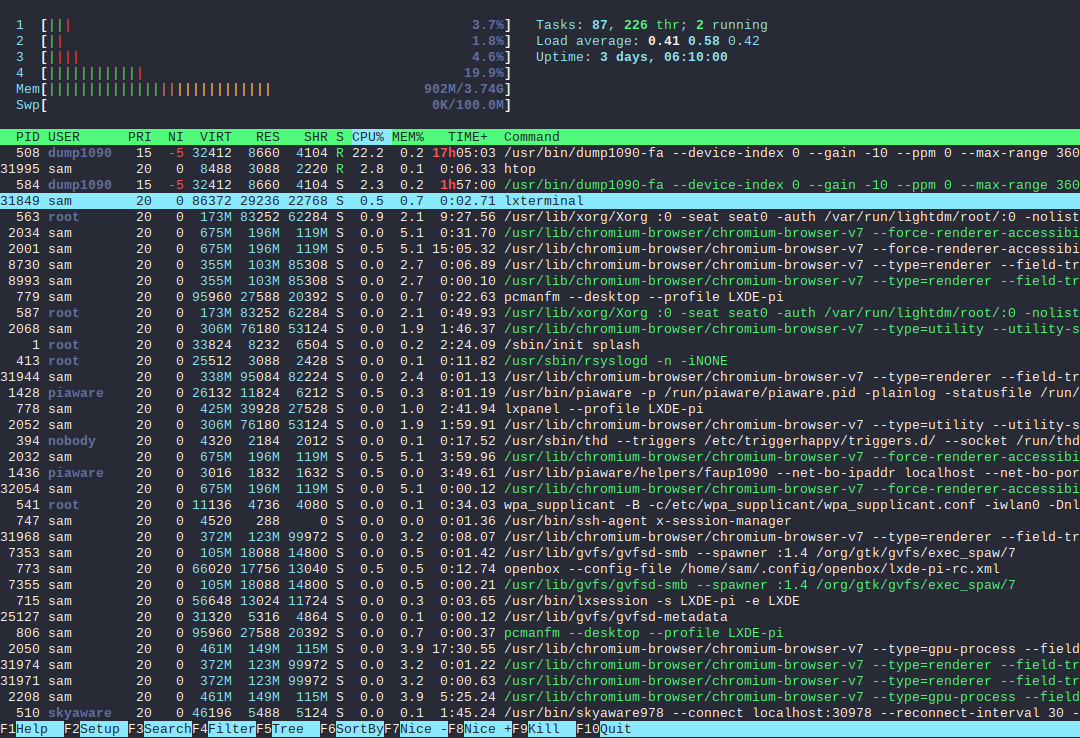 1 [||| 3.7%] Tasks: 87, 226 thr; 2 running
2 [|| 1.8%] Load average: 0.41 0.58 0.42
3 [|||| 4.6%] Uptime: 3 days, 06:10:00
4 [|||||||||||| 19.9%]
Mem[|||||||||||||||||||||||||||| 902M/3.74G]
Swp[ 0K/100.0M]
PID USER PRI NI VIRT RES SHR S CPU% MEM% TIME+ Command
508 dump1090 15 -5 32412 8660 4104 R 22.2 0.2 17h05:03 /usr/bin/dump1090-fa --device-index 0 --gain -10 --ppm 0 --max-range 360
31995 sam 20 0 8488 3088 2220 R 2.8 0.1 0:06.33 htop
584 dump1090 15 -5 32412 8660 4104 S 2.3 0.2 1h57:00 /usr/bin/dump1090-fa --device-index 0 --gain -10 --ppm 0 --max-range 360
31849 sam 20 0 86372 29236 22768 S 0.5 0.7 0:02.71 lxterminal
563 root 20 0 173M 83252 62284 S 0.9 2.1 9:27.56 /usr/lib/xorg/Xorg :0 -seat seat0 -auth /var/run/lightdm/root/:0 -nolist
2034 sam 20 0 675M 196M 119M S 0.0 5.1 0:31.70 /usr/lib/chromium-browser/chromium-browser-v7 --force-renderer-accessibi
2001 sam 20 0 675M 196M 119M S 0.5 5.1 15:05.32 /usr/lib/chromium-browser/chromium-browser-v7 --force-renderer-accessibi
8730 sam 20 0 355M 103M 85308 S 0.0 2.7 0:06.89 /usr/lib/chromium-browser/chromium-browser-v7 --type=renderer --field-tr
8993 sam 20 0 355M 103M 85308 S 0.0 2.7 0:00.10 /usr/lib/chromium-browser/chromium-browser-v7 --type=renderer --field-tr
779 sam 20 0 95960 27588 20392 S 0.0 0.7 0:22.63 pcmanfm --desktop --profile LXDE-pi
587 root 20 0 173M 83252 62284 S 0.0 2.1 0:49.93 /usr/lib/xorg/Xorg :0 -seat seat0 -auth /var/run/lightdm/root/:0 -nolist
2068 sam 20 0 306M 76180 53124 S 0.0 1.9 1:46.37 /usr/lib/chromium-browser/chromium-browser-v7 --type=utility --utility-s
1 root 20 0 33824 8232 6504 S 0.0 0.2 2:24.09 /sbin/init splash
413 root 20 0 25512 3088 2428 S 0.0 0.1 0:11.82 /usr/sbin/rsyslogd -n -iNONE
31944 sam 20 0 338M 95084 82224 S 0.0 2.4 0:01.13 /usr/lib/chromium-browser/chromium-browser-v7 --type=renderer --field-tr
1428 piaware 20 0 26132 11824 6212 S 0.5 0.3 8:01.19 /usr/bin/piaware -p /run/piaware/piaware.pid -plainlog -statusfile /run/
778 sam 20 0 425M 39928 27528 S 0.0 1.0 2:41.94 lxpanel --profile LXDE-pi
2052 sam 20 0 306M 76180 53124 S 0.0 1.9 1:59.91 /usr/lib/chromium-browser/chromium-browser-v7 --type=utility --utility-s
394 nobody 20 0 4320 2184 2012 S 0.0 0.1 0:17.52 /usr/sbin/thd --triggers /etc/triggerhappy/triggers.d/ --socket /run/thd
2032 sam 20 0 675M 196M 119M S 0.5 5.1 3:59.96 /usr/lib/chromium-browser/chromium-browser-v7 --force-renderer-accessibi
1436 piaware 20 0 3016 1832 1632 S 0.5 0.0 3:49.61 /usr/lib/piaware/helpers/faup1090 --net-bo-ipaddr localhost --net-bo-por
32054 sam 20 0 675M 196M 119M S 0.0 5.1 0:00.12 /usr/lib/chromium-browser/chromium-browser-v7 --force-renderer-accessibi
541 root 20 0 11136 4736 4080 S 0.0 0.1 0:34.03 wpa_supplicant -B -c/etc/wpa_supplicant/wpa_supplicant.conf -iwlan0 -Dnl
747 sam 20 0 4520 288 0 S 0.0 0.0 0:01.36 /usr/bin/ssh-agent x-session-manager
31968 sam 20 0 372M 123M 99972 S 0.0 3.2 0:08.07 /usr/lib/chromium-browser/chromium-browser-v7 --type=renderer --field-tr
7353 sam 20 0 105M 18088 14800 S 0.0 0.5 0:01.42 /usr/lib/gvfs/gvfsd-smb --spawner :1.4 /org/gtk/gvfs/exec_spaw/7
773 sam 20 0 66020 17756 13040 S 0.5 0.5 0:12.74 openbox --config-file /home/sam/.config/openbox/lxde-pi-rc.xml
7355 sam 20 0 105M 18088 14800 S 0.0 0.5 0:00.21 /usr/lib/gvfs/gvfsd-smb --spawner :1.4 /org/gtk/gvfs/exec_spaw/7
715 sam 20 0 56648 13024 11724 S 0.0 0.3 0:03.65 /usr/bin/lxsession -s LXDE-pi -e LXDE
25127 sam 20 0 31320 5316 4864 S 0.0 0.1 0:00.12 /usr/lib/gvfs/gvfsd-metadata
806 sam 20 0 95960 27588 20392 S 0.0 0.7 0:00.37 pcmanfm --desktop --profile LXDE-pi
2050 sam 20 0 461M 149M 115M S 0.0 3.9 17:30.55 /usr/lib/chromium-browser/chromium-browser-v7 --type=gpu-process --field
31974 sam 20 0 372M 123M 99972 S 0.0 3.2 0:01.22 /usr/lib/chromium-browser/chromium-browser-v7 --type=renderer --field-tr
31971 sam 20 0 372M 123M 99972 S 0.0 3.2 0:00.63 /usr/lib/chromium-browser/chromium-browser-v7 --type=renderer --field-tr
2208 sam 20 0 461M 149M 115M S 0.0 3.9 5:25.24 /usr/lib/chromium-browser/chromium-browser-v7 --type=gpu-process --field
510 skyaware 20 0 46196 5488 5124 S 0.0 0.1 1:45.24 /usr/bin/skyaware978 --connect localhost:30978 --reconnect-interval 30 -
F1Help F2Setup F3SearchF4FilterF5Tree F6SortByF7Nice -F8Nice +F9Kill F10Quit